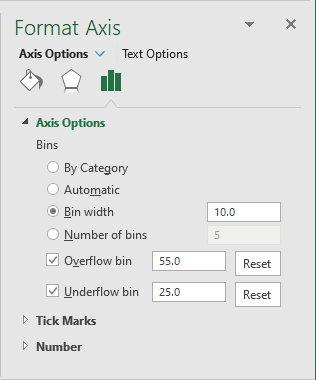 Format Axis
Axis Options Text Options
Axis Options
Bins
By Category
Automatic
Bin width 10.0
Number of bins 5
Overflow bin 55.0 Reset
Underflow bin 25.0 Reset
Tick Marks
Number